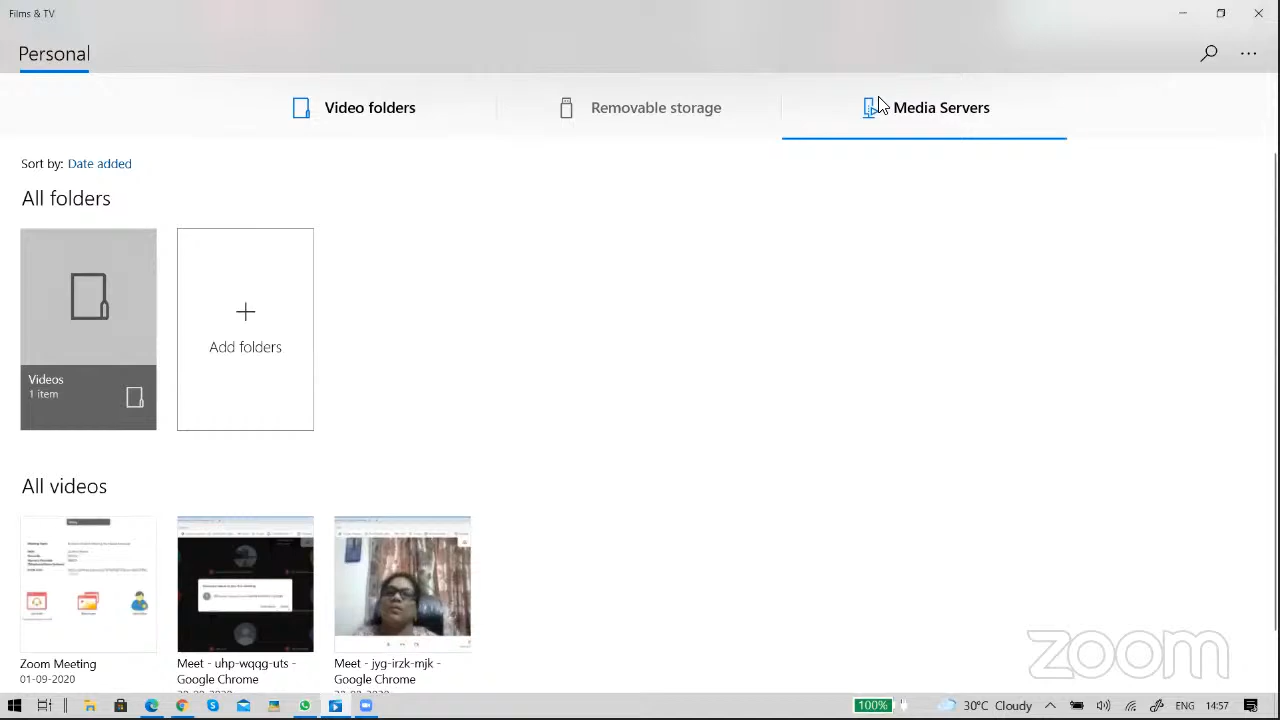 Films & TV
Personal
Video folders
Removable storage
Media Servers
Sort by: Date added
All folders
Videos
1 item
Add folders
All videos
Zoom Meeting
01-09-2020
Meet - uhp-wqqg-uts -
Google Chrome
Meet - jyg-irzk-mjk -
Google Chrome
zoom
100%
30°C Cloudy
ENG
14:57